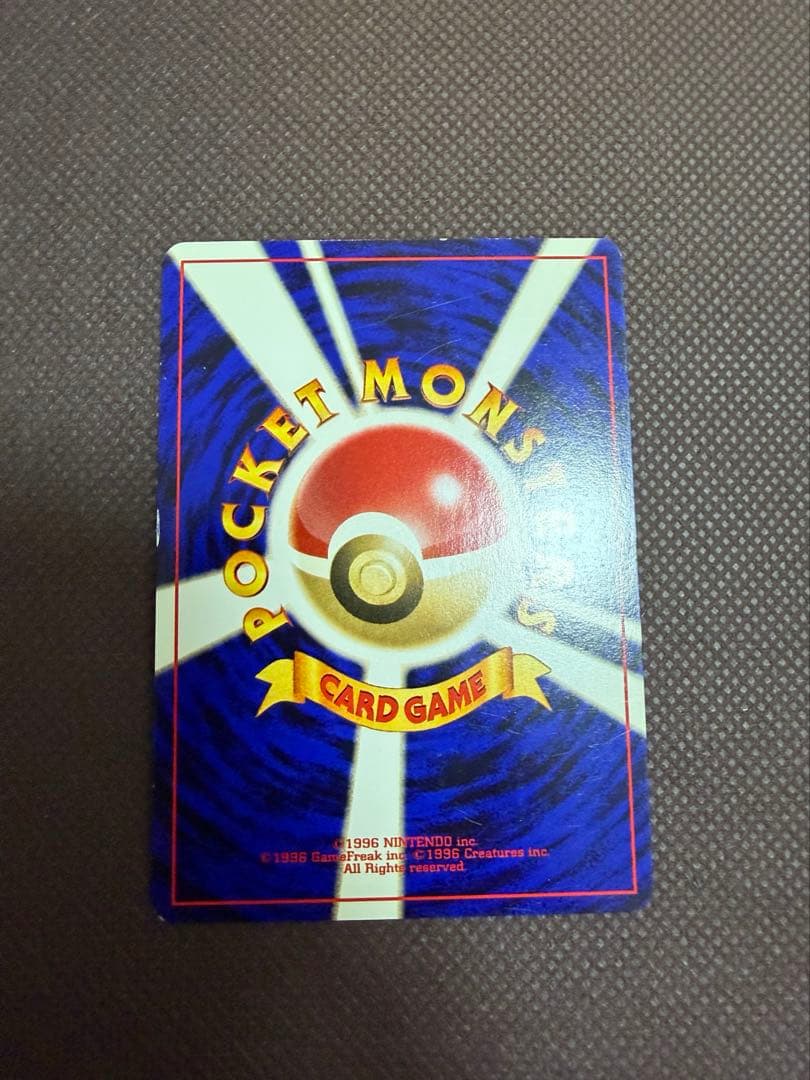 POCKET MONSTERS
CARD GAME
©1996 NINTENDO inc.
©1996 GameFreak inc. ©1996 Creatures inc.
All Rights reserved.